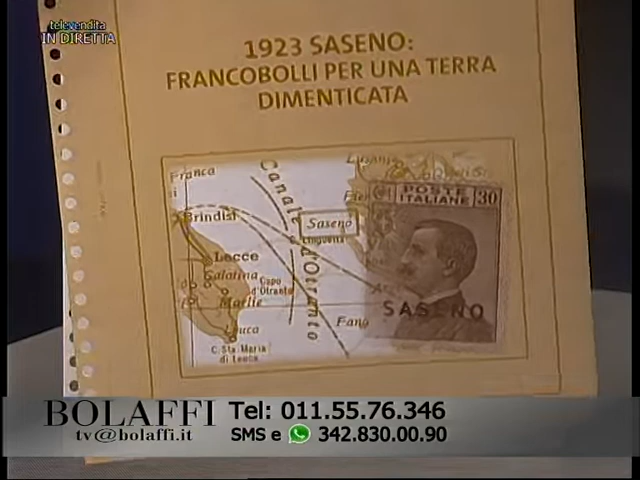 televendita
IN DIRETTA
1923 SASENO:
FRANCOBOLLI PER UNA TERRA
DIMENTICATA
Franca
Canale
d'Otranto
Brindisi
Saseno
Linguetta
Lecce
Galatina
Capo
d'Otranto
Maglie
Fano
Leuca
C. Sta. Maria
di Leuca
POSTE
ITALIANE
30
SASENO
BOLAFFI
tv@bolaffi.it
Tel: 011.55.76.346
SMS e 342.830.00.90